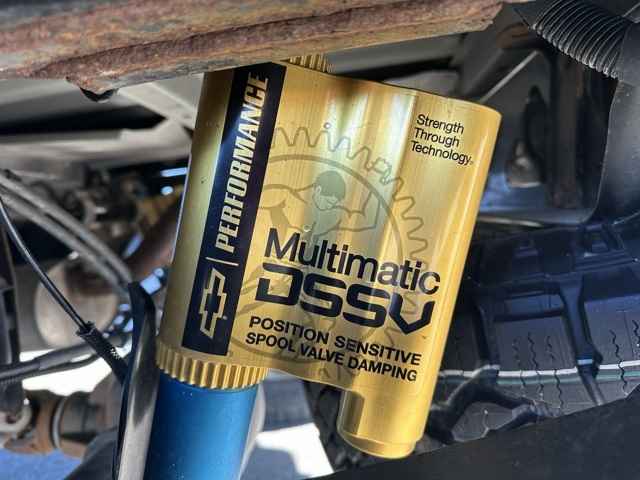 PERFORMANCE
Strength
Through
Technology
Multimatic
DSSV
POSITION SENSITIVE
SPOOL VALVE DAMPING